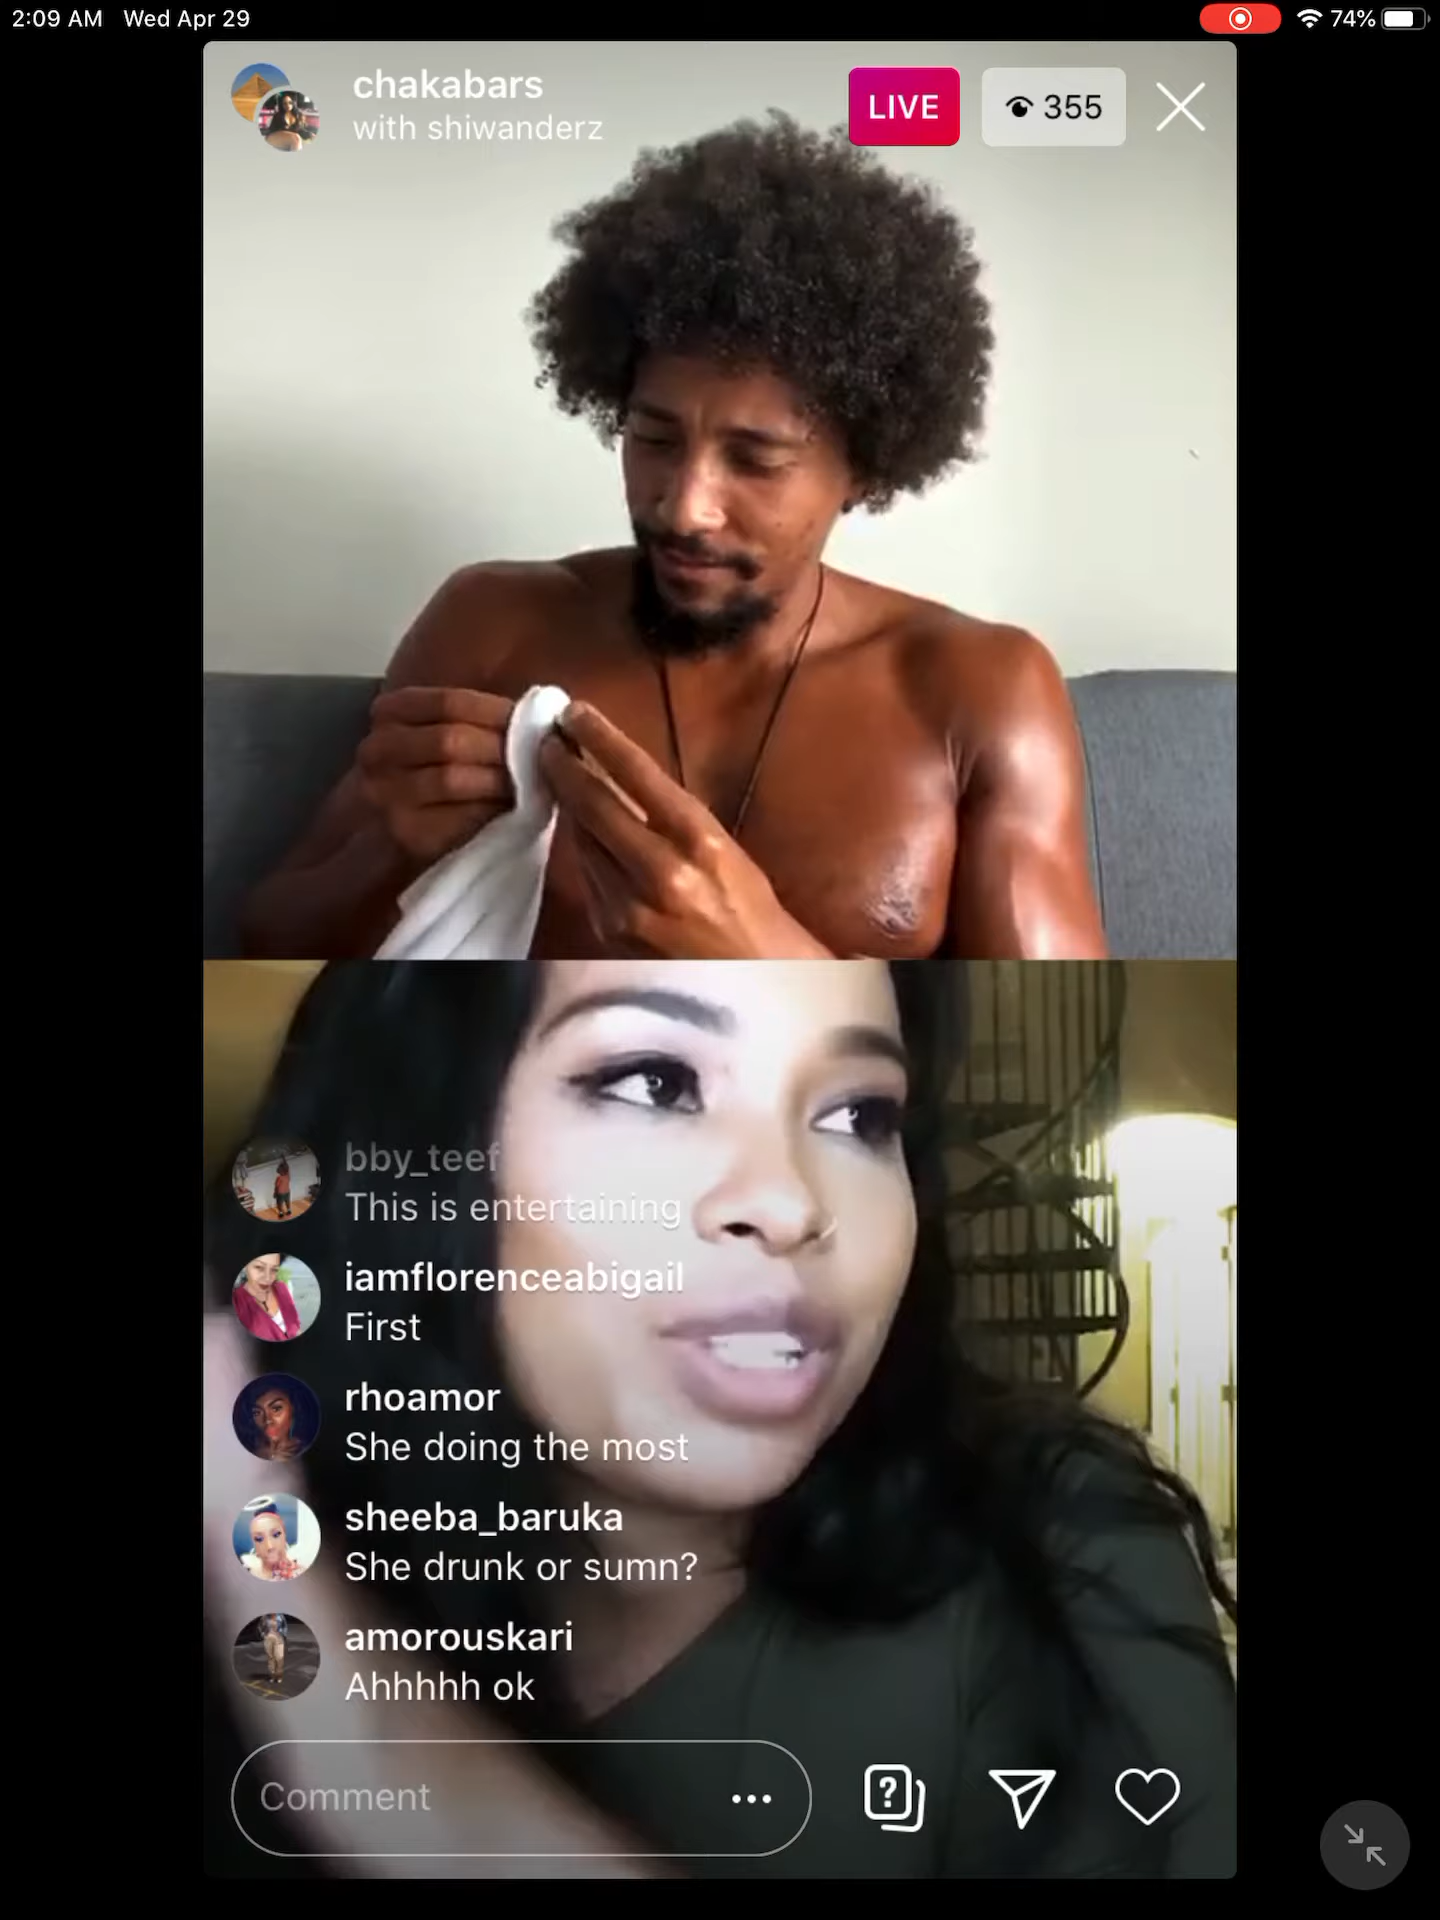 2:09 AM Wed Apr 29
74%
chakabars
with shiwanderz
LIVE
355
bby_teef
This is entertaining
iamflorenceabigail
First
rhoamor
She doing the most
sheeba_baruka
She drunk or sumn?
amorouskari
Ahhhhh ok
Comment